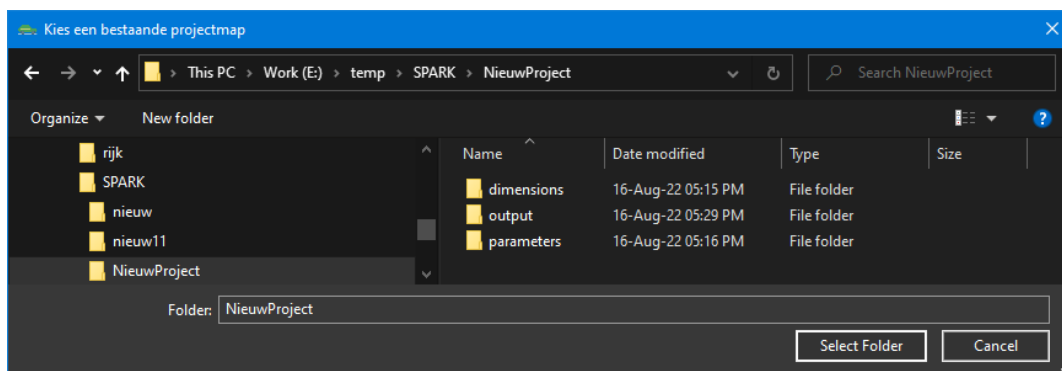 Kies een bestaande projectmap
This PC > Work (E:) > temp > SPARK > NieuwProject
Search NieuwProject
Organize
New folder
?
rijk
SPARK
nieuw
nieuw11
NieuwProject
Name Date modified Type Size
dimensions 16-Aug-22 05:15 PM File folder
output 16-Aug-22 05:29 PM File folder
parameters 16-Aug-22 05:16 PM File folder
Folder: NieuwProject
Select Folder Cancel